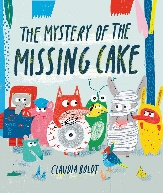 THE MYSTERY OF THE
MISSING CAKE
CLAUDIA BOLDT